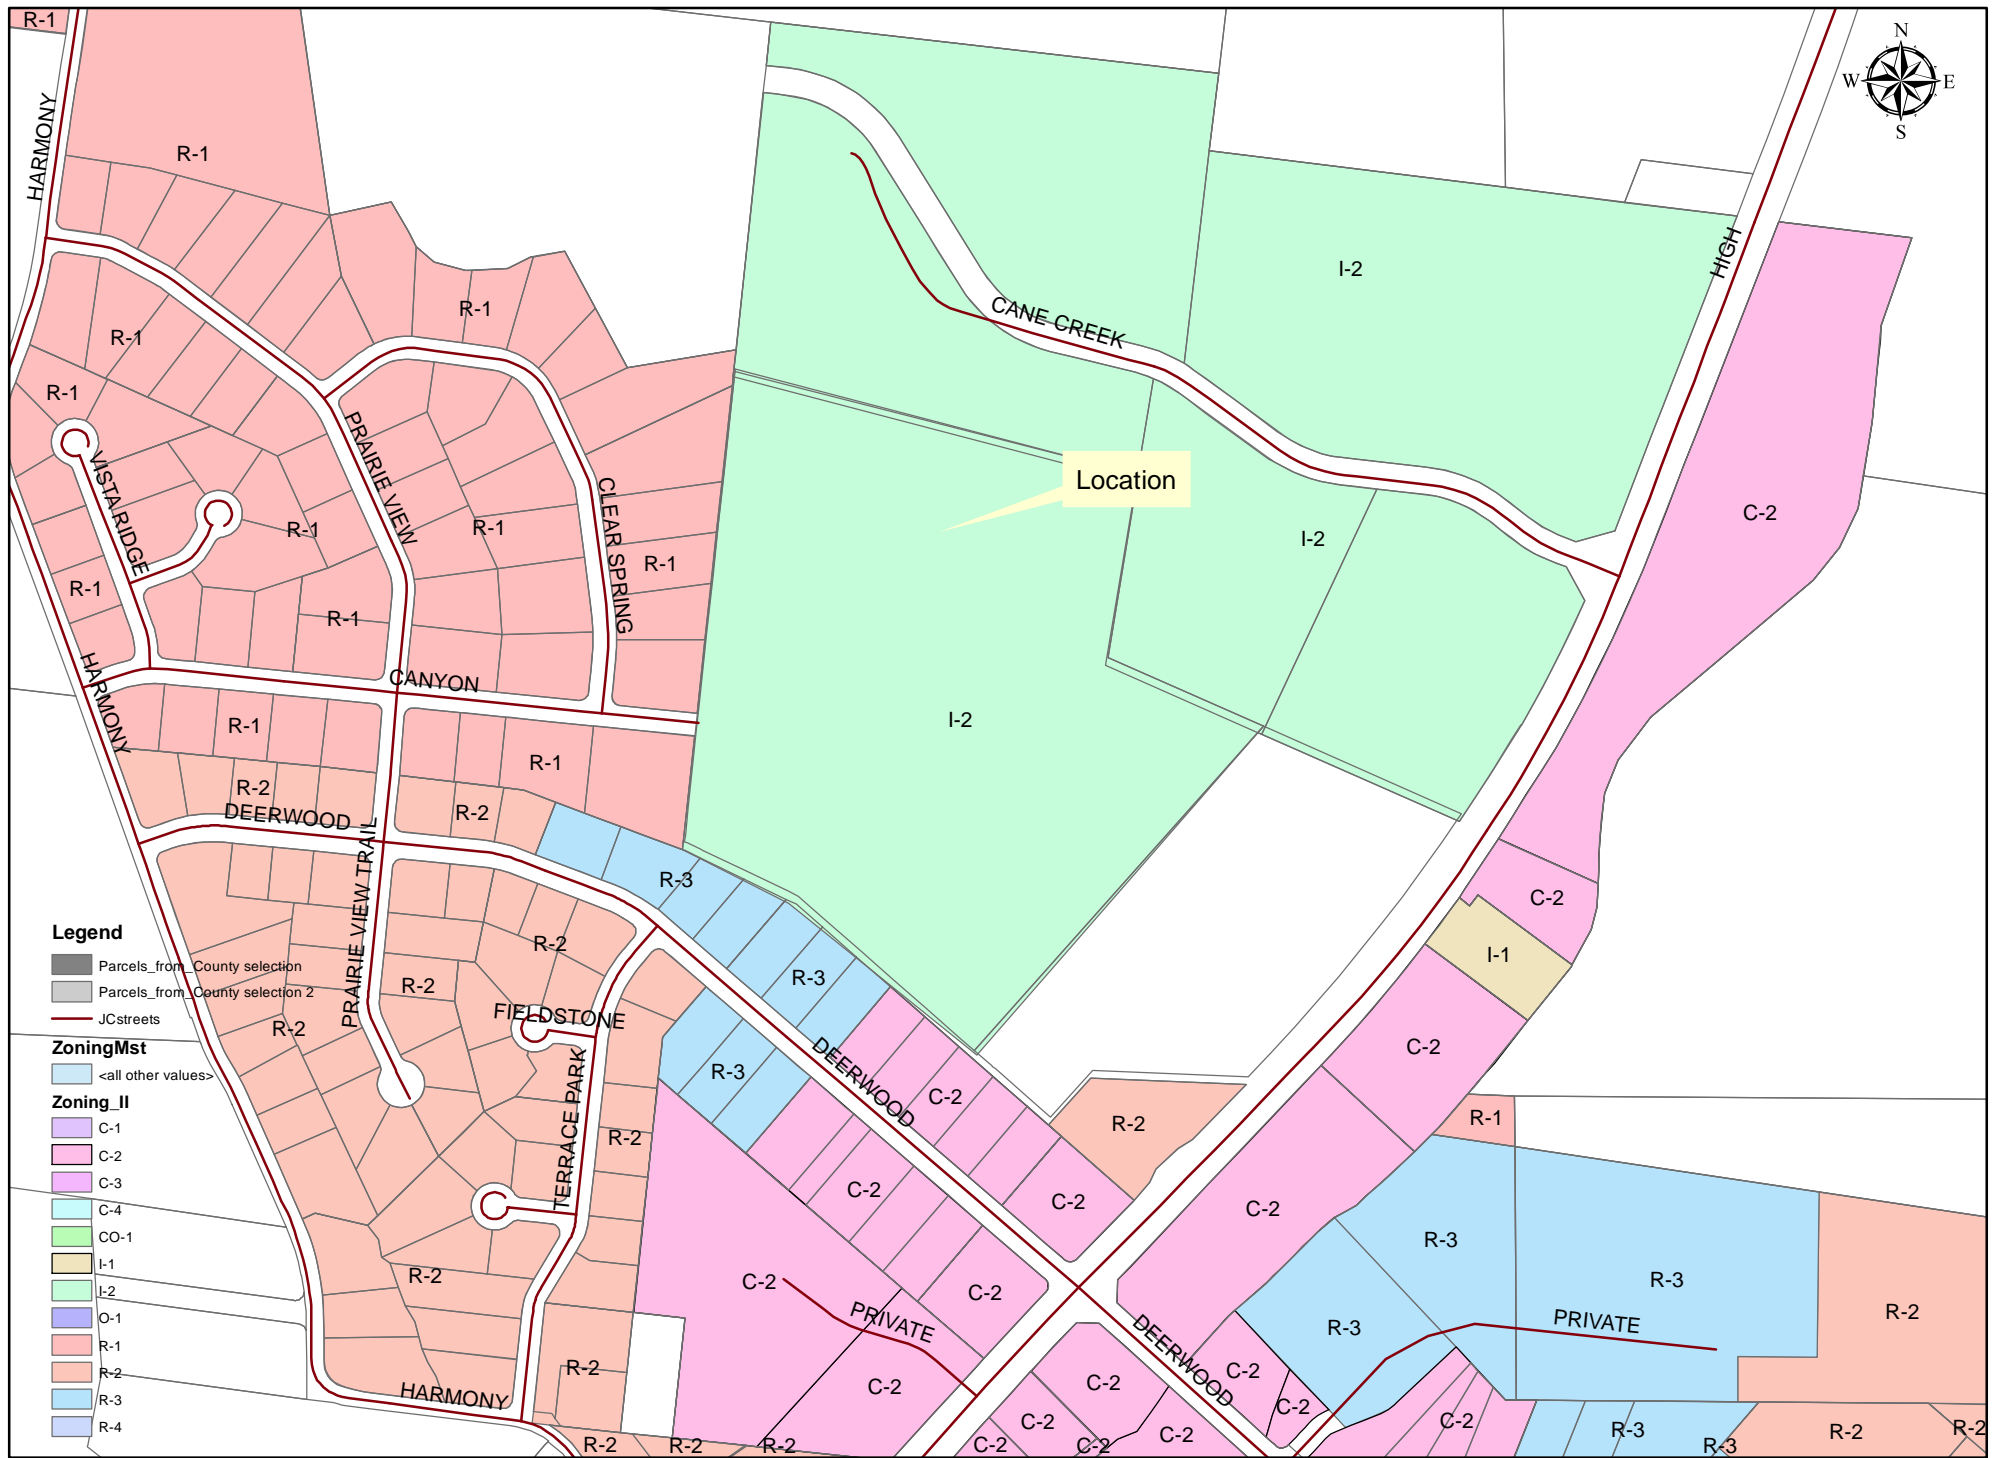 R-1
N
W
E
S
HARMONY
R-1
HIGH
I-2
R-1
CANE CREEK
R-1
R-1
PRAIRIE VIEW
VISTA RIDGE
CLEAR SPRING
Location
C-2
R-1
R-1
I-2
R-1
R-1
R-1
HARMONY
CANYON
R-1
I-2
R-1
R-2
R-2
DEERWOOD
PRAIRIE VIEW TRAIL
R-3
C-2
R-2
R-3
I-1
R-2
FIELDSTONE
R-2
DEERWOOD
C-2
R-3
C-2
TERRACE PARK
R-2
R-2
R-1
C-2
C-2
C-2
R-3
R-2
C-2
C-2
R-3
R-2
PRIVATE
R-3
PRIVATE
DEERWOOD
R-2
C-2
C-2
C-2
HARMONY
C-2
C-2
C-2
R-2
R-2
R-2
C-2
C-2
C-2
R-3
R-3
R-2
R-2
Legend
Parcels_from_County selection
Parcels_from_County selection 2
JCstreets
ZoningMst
<all other values>
Zoning_II
C-1
C-2
C-3
C-4
CO-1
I-1
I-2
O-1
R-1
R-2
R-3
R-4